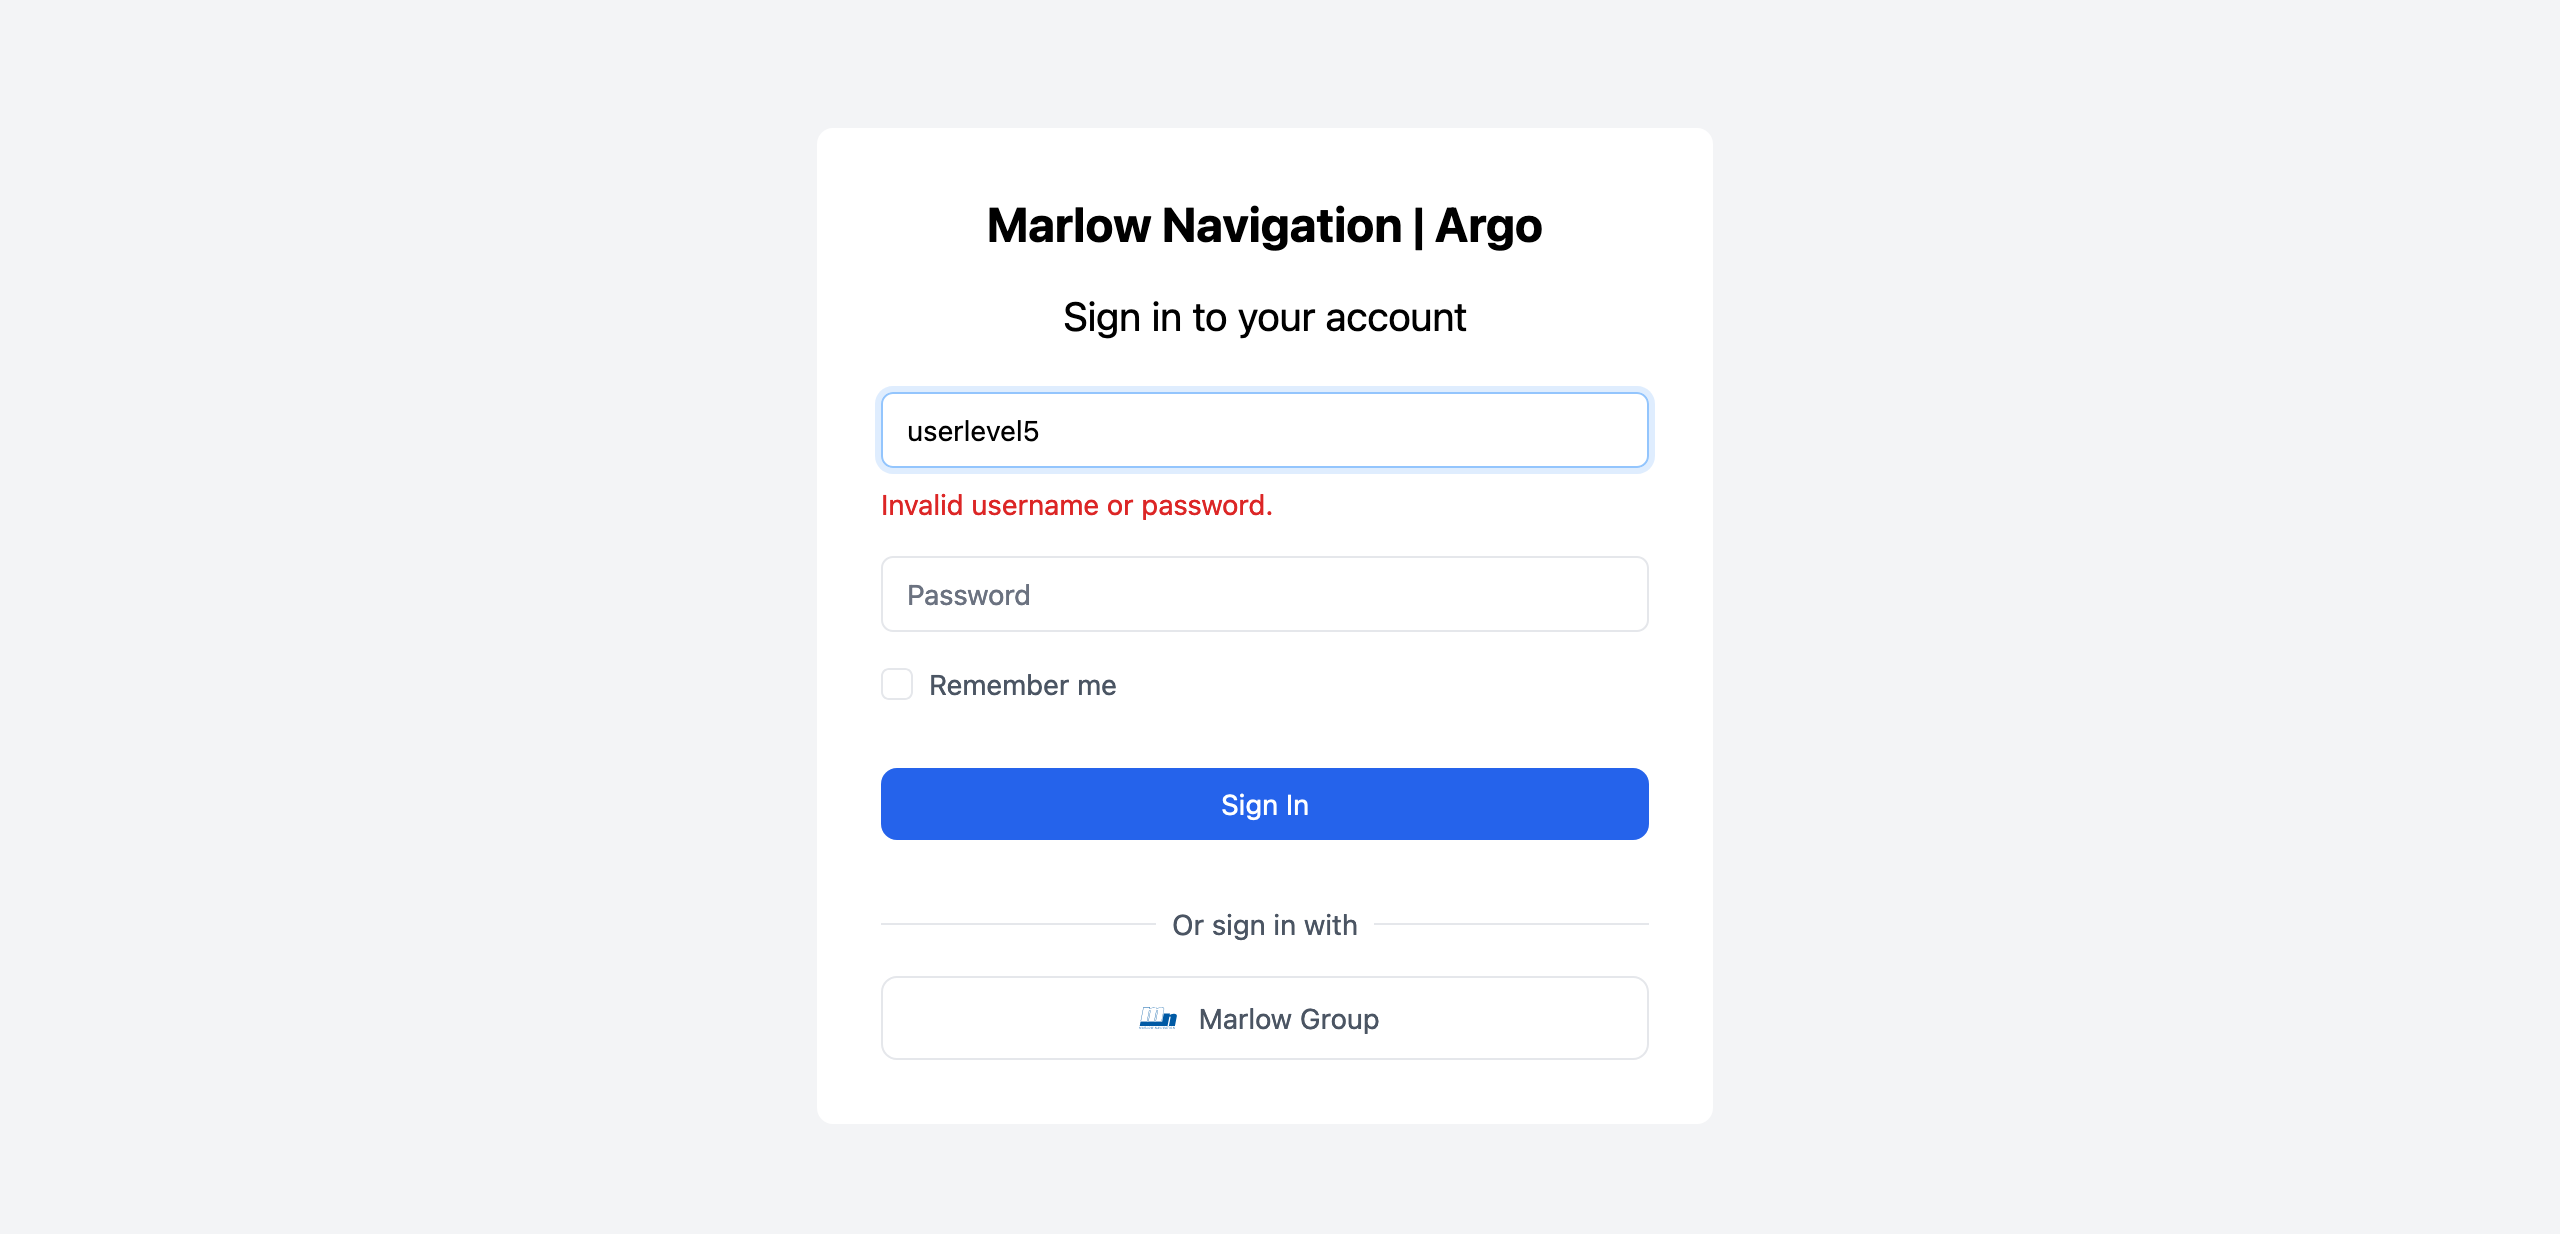 Marlow Navigation | Argo
Sign in to your account
userlevel5
Invalid username or password.
Password
Remember me
Sign In
Or sign in with
Marlow Group